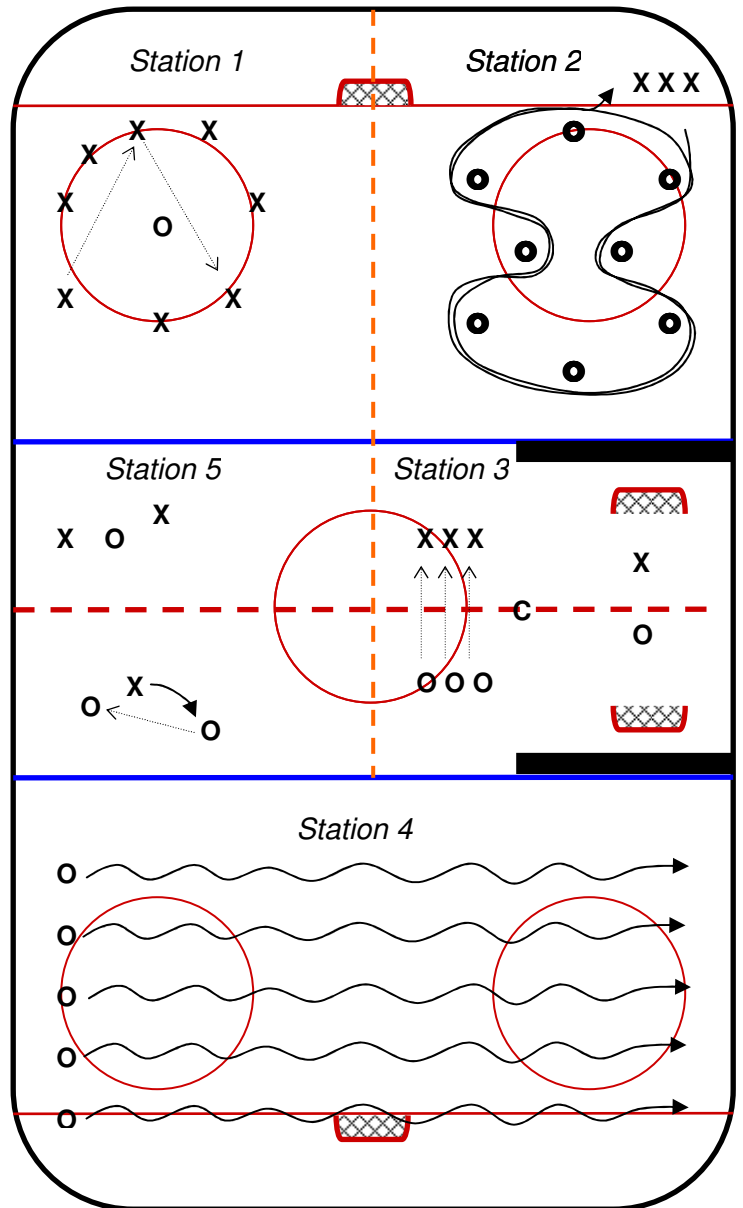 Station 1
X X
X
X X
O
X X
X
Station 2
X X X
Station 5
X
X O
X
O
O
Station 3
X X X
O O O
C
X
O
Station 4
O
O
O
O
O